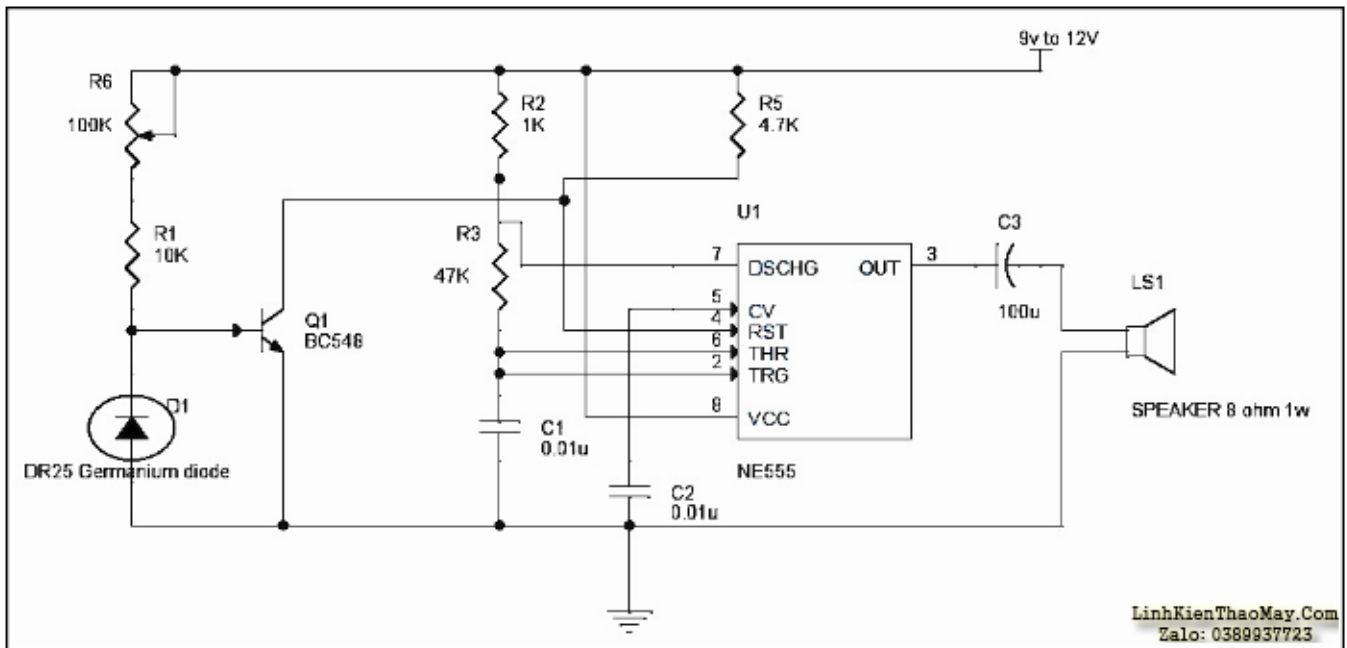 9v to 12V
R6
100K
R2
1K
R5
4.7K
R1
10K
R3
47K
U1
C3
100u
LS1
7
DSCHG
OUT
3
5
CV
4
RST
6
THR
2
TRG
8
VCC
Q1
BC548
D1
DR25 Germanium diode
C1
0.01u
C2
0.01u
NE555
SPEAKER 8 ohm 1w
LinhKienThaoMay.Com
Zalo: 0389937723